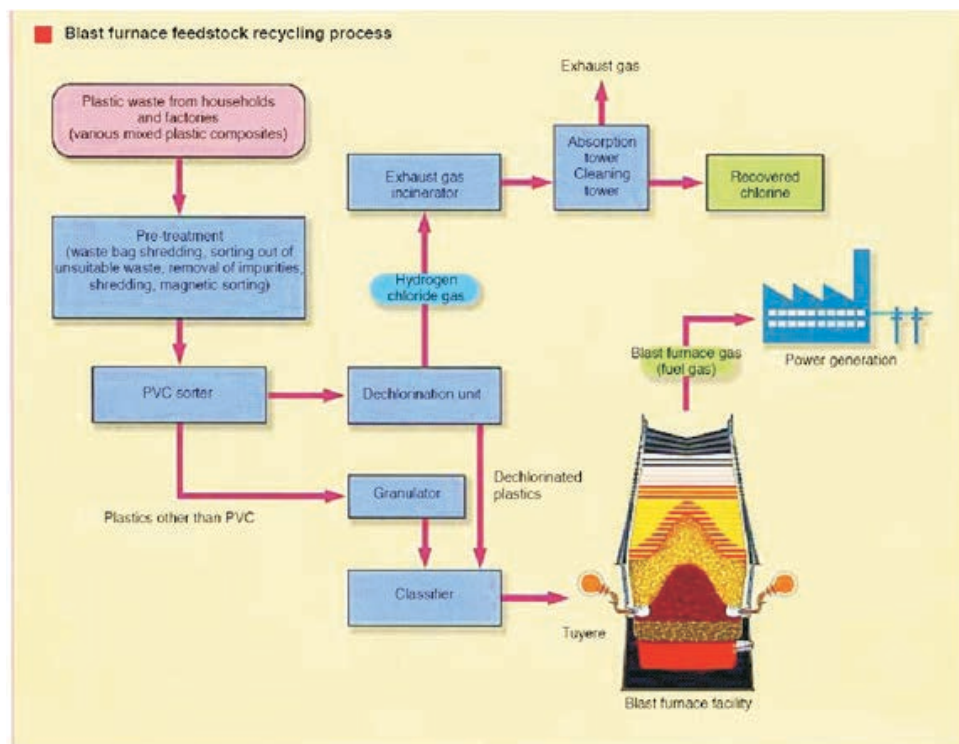 Blast furnace feedstock recycling process
Plastic waste from households
and factories
(various mixed plastic composites)
Pre-treatment
(waste bag shredding, sorting out of
unsuitable waste, removal of impurities,
shredding, magnetic sorting)
PVC sorter
Plastics other than PVC
Dechlorination unit
Hydrogen
chloride gas
Exhaust gas
incinerator
Absorption
tower
Cleaning
tower
Exhaust gas
Recovered
chlorine
Granulator
Dechlorinated
plastics
Classifier
Tuyere
Blast furnace facility
Blast furnace gas
(fuel gas)
Power generation